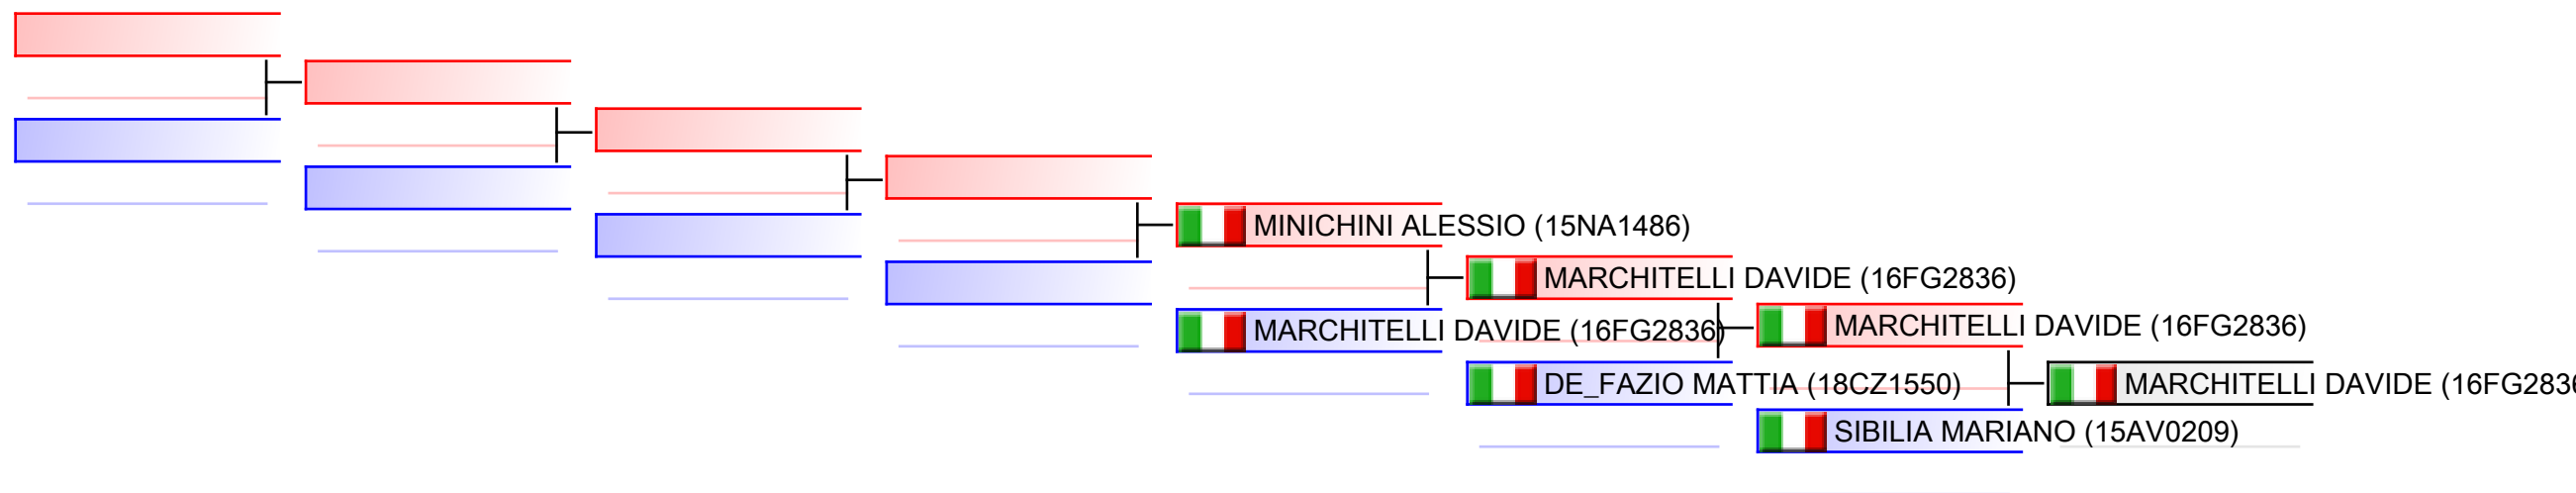 MINICHINI ALESSIO (15NA1486)
MARCHITELLI DAVIDE (16FG2836)
MARCHITELLI DAVIDE (16FG2836)
MARCHITELLI DAVIDE (16FG2836)
DE_FAZIO MATTIA (18CZ1550)
MARCHITELLI DAVIDE (16FG2836
SIBILIA MARIANO (15AV0209)